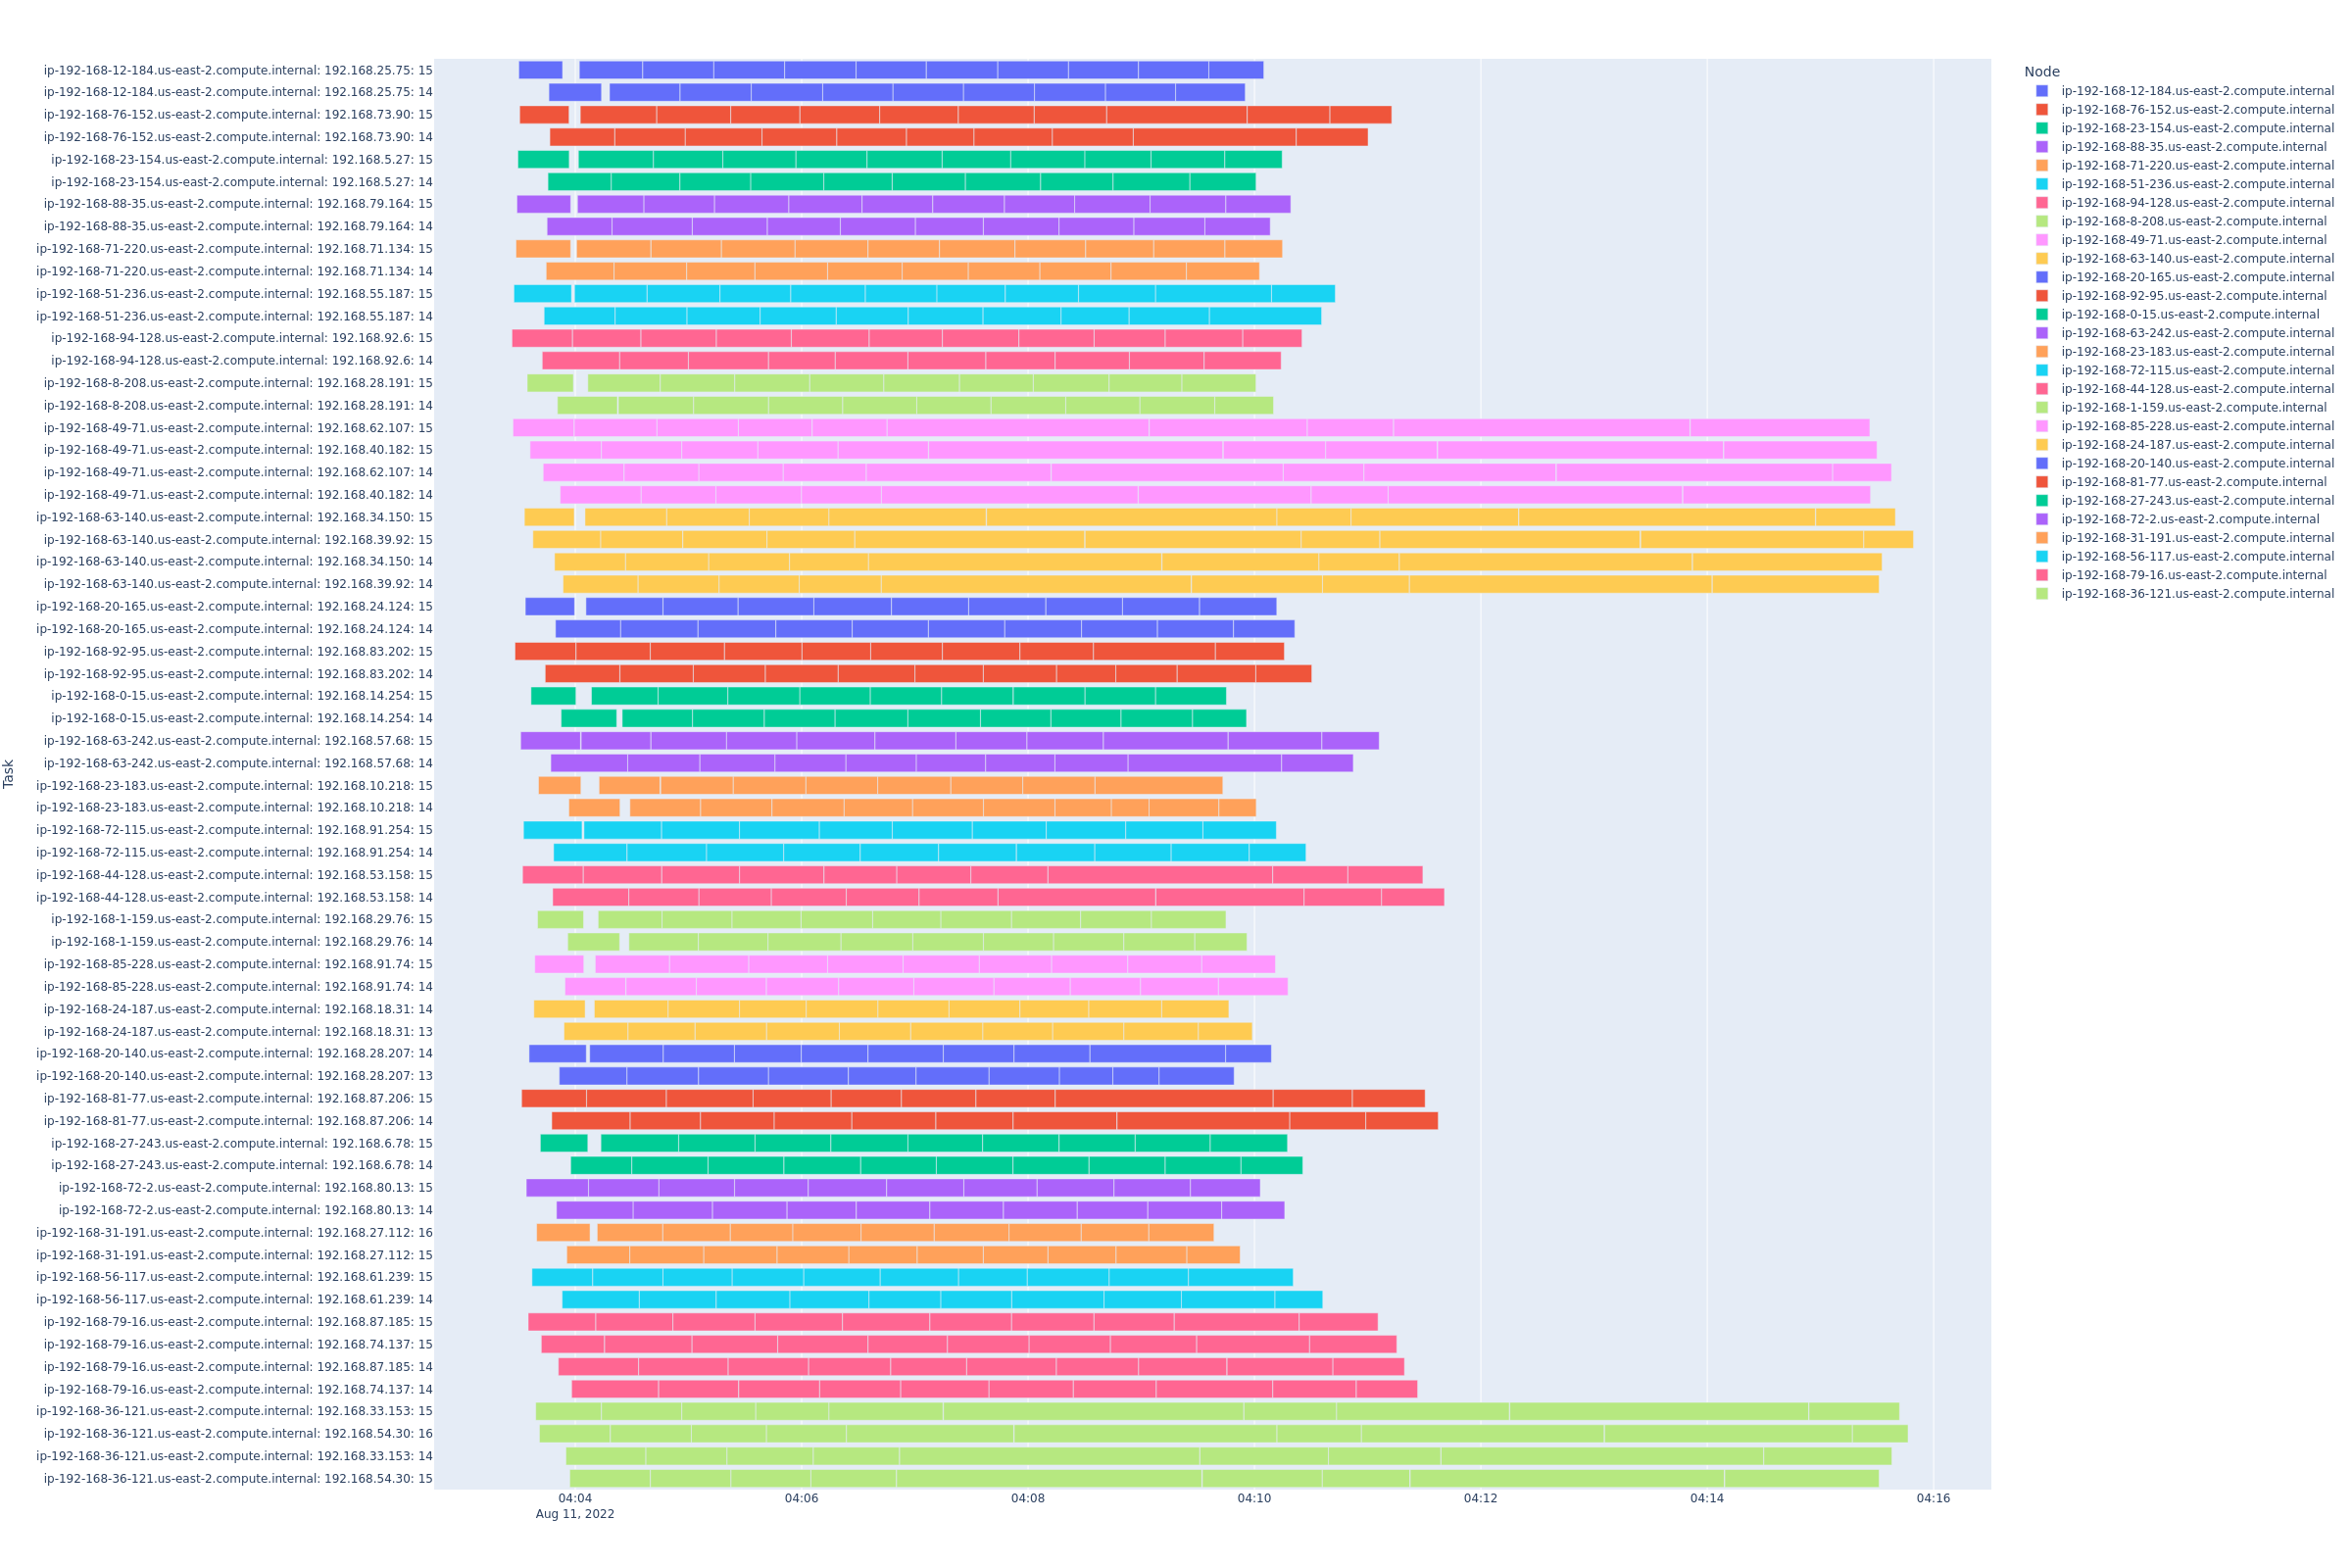 ip-192-168-12-184.us-east-2.compute.internal: 192.168.25.75: 15
ip-192-168-12-184.us-east-2.compute.internal: 192.168.25.75: 14
ip-192-168-76-152.us-east-2.compute.internal: 192.168.73.90: 15
ip-192-168-76-152.us-east-2.compute.internal: 192.168.73.90: 14
ip-192-168-23-154.us-east-2.compute.internal: 192.168.5.27: 15
ip-192-168-23-154.us-east-2.compute.internal: 192.168.5.27: 14
ip-192-168-88-35.us-east-2.compute.internal: 192.168.79.164: 15
ip-192-168-88-35.us-east-2.compute.internal: 192.168.79.164: 14
ip-192-168-71-220.us-east-2.compute.internal: 192.168.71.134: 15
ip-192-168-71-220.us-east-2.compute.internal: 192.168.71.134: 14
ip-192-168-51-236.us-east-2.compute.internal: 192.168.55.187: 15
ip-192-168-51-236.us-east-2.compute.internal: 192.168.55.187: 14
ip-192-168-94-128.us-east-2.compute.internal: 192.168.92.6: 15
ip-192-168-94-128.us-east-2.compute.internal: 192.168.92.6: 14
ip-192-168-8-208.us-east-2.compute.internal: 192.168.28.191: 15
ip-192-168-8-208.us-east-2.compute.internal: 192.168.28.191: 14
ip-192-168-49-71.us-east-2.compute.internal: 192.168.62.107: 15
ip-192-168-49-71.us-east-2.compute.internal: 192.168.40.182: 15
ip-192-168-49-71.us-east-2.compute.internal: 192.168.62.107: 14
ip-192-168-49-71.us-east-2.compute.internal: 192.168.40.182: 14
ip-192-168-63-140.us-east-2.compute.internal: 192.168.34.150: 15
ip-192-168-63-140.us-east-2.compute.internal: 192.168.39.92: 15
ip-192-168-63-140.us-east-2.compute.internal: 192.168.34.150: 14
ip-192-168-63-140.us-east-2.compute.internal: 192.168.39.92: 14
ip-192-168-20-165.us-east-2.compute.internal: 192.168.24.124: 15
ip-192-168-20-165.us-east-2.compute.internal: 192.168.24.124: 14
ip-192-168-92-95.us-east-2.compute.internal: 192.168.83.202: 15
ip-192-168-92-95.us-east-2.compute.internal: 192.168.83.202: 14
ip-192-168-0-15.us-east-2.compute.internal: 192.168.14.254: 15
ip-192-168-0-15.us-east-2.compute.internal: 192.168.14.254: 14
ip-192-168-63-242.us-east-2.compute.internal: 192.168.57.68: 15
ip-192-168-63-242.us-east-2.compute.internal: 192.168.57.68: 14
ip-192-168-23-183.us-east-2.compute.internal: 192.168.10.218: 15
ip-192-168-23-183.us-east-2.compute.internal: 192.168.10.218: 14
ip-192-168-72-115.us-east-2.compute.internal: 192.168.91.254: 15
ip-192-168-72-115.us-east-2.compute.internal: 192.168.91.254: 14
ip-192-168-44-128.us-east-2.compute.internal: 192.168.53.158: 15
ip-192-168-44-128.us-east-2.compute.internal: 192.168.53.158: 14
ip-192-168-1-159.us-east-2.compute.internal: 192.168.29.76: 15
ip-192-168-1-159.us-east-2.compute.internal: 192.168.29.76: 14
ip-192-168-85-228.us-east-2.compute.internal: 192.168.91.74: 15
ip-192-168-85-228.us-east-2.compute.internal: 192.168.91.74: 14
ip-192-168-24-187.us-east-2.compute.internal: 192.168.18.31: 14
ip-192-168-24-187.us-east-2.compute.internal: 192.168.18.31: 13
ip-192-168-20-140.us-east-2.compute.internal: 192.168.28.207: 14
ip-192-168-20-140.us-east-2.compute.internal: 192.168.28.207: 13
ip-192-168-81-77.us-east-2.compute.internal: 192.168.87.206: 15
ip-192-168-81-77.us-east-2.compute.internal: 192.168.87.206: 14
ip-192-168-27-243.us-east-2.compute.internal: 192.168.6.78: 15
ip-192-168-27-243.us-east-2.compute.internal: 192.168.6.78: 14
ip-192-168-72-2.us-east-2.compute.internal: 192.168.80.13: 15
ip-192-168-72-2.us-east-2.compute.internal: 192.168.80.13: 14
ip-192-168-31-191.us-east-2.compute.internal: 192.168.27.112: 16
ip-192-168-31-191.us-east-2.compute.internal: 192.168.27.112: 15
ip-192-168-56-117.us-east-2.compute.internal: 192.168.61.239: 15
ip-192-168-56-117.us-east-2.compute.internal: 192.168.61.239: 14
ip-192-168-79-16.us-east-2.compute.internal: 192.168.87.185: 15
ip-192-168-79-16.us-east-2.compute.internal: 192.168.74.137: 15
ip-192-168-79-16.us-east-2.compute.internal: 192.168.87.185: 14
ip-192-168-79-16.us-east-2.compute.internal: 192.168.74.137: 14
ip-192-168-36-121.us-east-2.compute.internal: 192.168.33.153: 15
ip-192-168-36-121.us-east-2.compute.internal: 192.168.54.30: 16
ip-192-168-36-121.us-east-2.compute.internal: 192.168.33.153: 14
ip-192-168-36-121.us-east-2.compute.internal: 192.168.54.30: 15
Task
04:04
Aug 11, 2022
04:06
04:08
04:10
04:12
04:14
04:16
Node
ip-192-168-12-184.us-east-2.compute.internal
ip-192-168-76-152.us-east-2.compute.internal
ip-192-168-23-154.us-east-2.compute.internal
ip-192-168-88-35.us-east-2.compute.internal
ip-192-168-71-220.us-east-2.compute.internal
ip-192-168-51-236.us-east-2.compute.internal
ip-192-168-94-128.us-east-2.compute.internal
ip-192-168-8-208.us-east-2.compute.internal
ip-192-168-49-71.us-east-2.compute.internal
ip-192-168-63-140.us-east-2.compute.internal
ip-192-168-20-165.us-east-2.compute.internal
ip-192-168-92-95.us-east-2.compute.internal
ip-192-168-0-15.us-east-2.compute.internal
ip-192-168-63-242.us-east-2.compute.internal
ip-192-168-23-183.us-east-2.compute.internal
ip-192-168-72-115.us-east-2.compute.internal
ip-192-168-44-128.us-east-2.compute.internal
ip-192-168-1-159.us-east-2.compute.internal
ip-192-168-85-228.us-east-2.compute.internal
ip-192-168-24-187.us-east-2.compute.internal
ip-192-168-20-140.us-east-2.compute.internal
ip-192-168-81-77.us-east-2.compute.internal
ip-192-168-27-243.us-east-2.compute.internal
ip-192-168-72-2.us-east-2.compute.internal
ip-192-168-31-191.us-east-2.compute.internal
ip-192-168-56-117.us-east-2.compute.internal
ip-192-168-79-16.us-east-2.compute.internal
ip-192-168-36-121.us-east-2.compute.internal